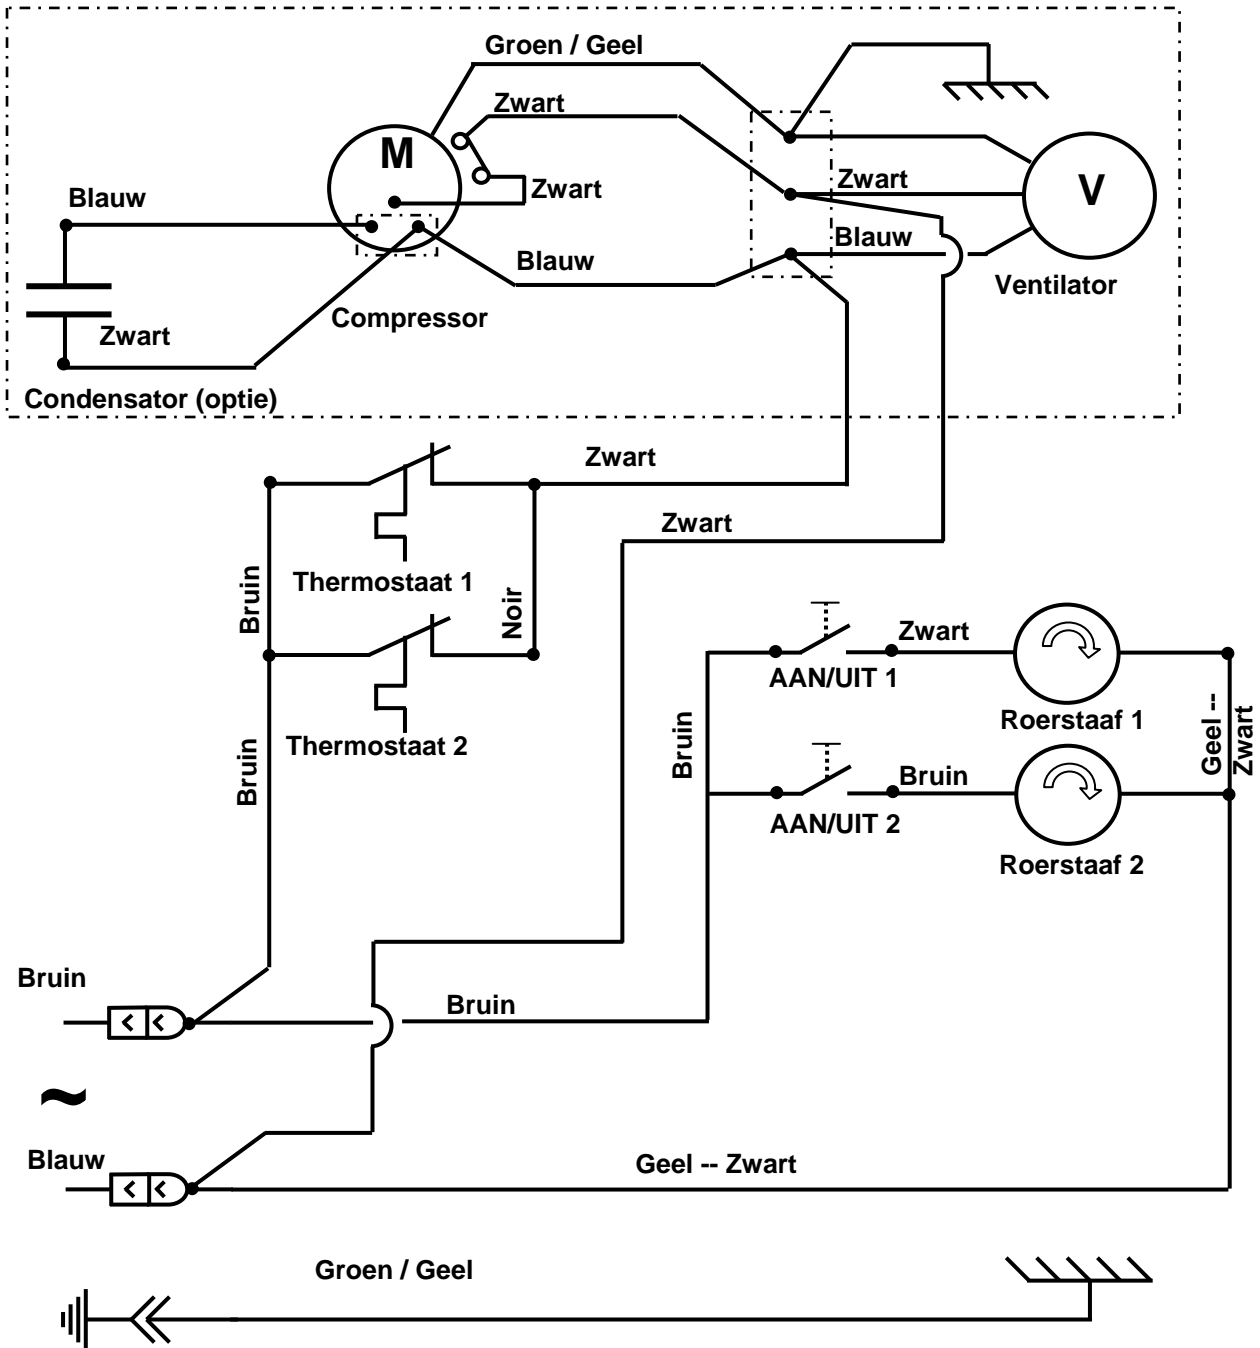 Groen / Geel
Zwart
M
Zwart
Zwart
V
Blauw
Blauw
Blauw
Ventilator
Compressor
Zwart
Condensator (optie)
Zwart
Zwart
Bruin
Thermostaat 1
Noir
Zwart
AAN/UIT 1
Roerstaaf 1
Geel --
Zwart
Bruin
Thermostaat 2
Bruin
Bruin
AAN/UIT 2
Roerstaaf 2
Bruin
Bruin
~
Blauw
Geel -- Zwart
Groen / Geel